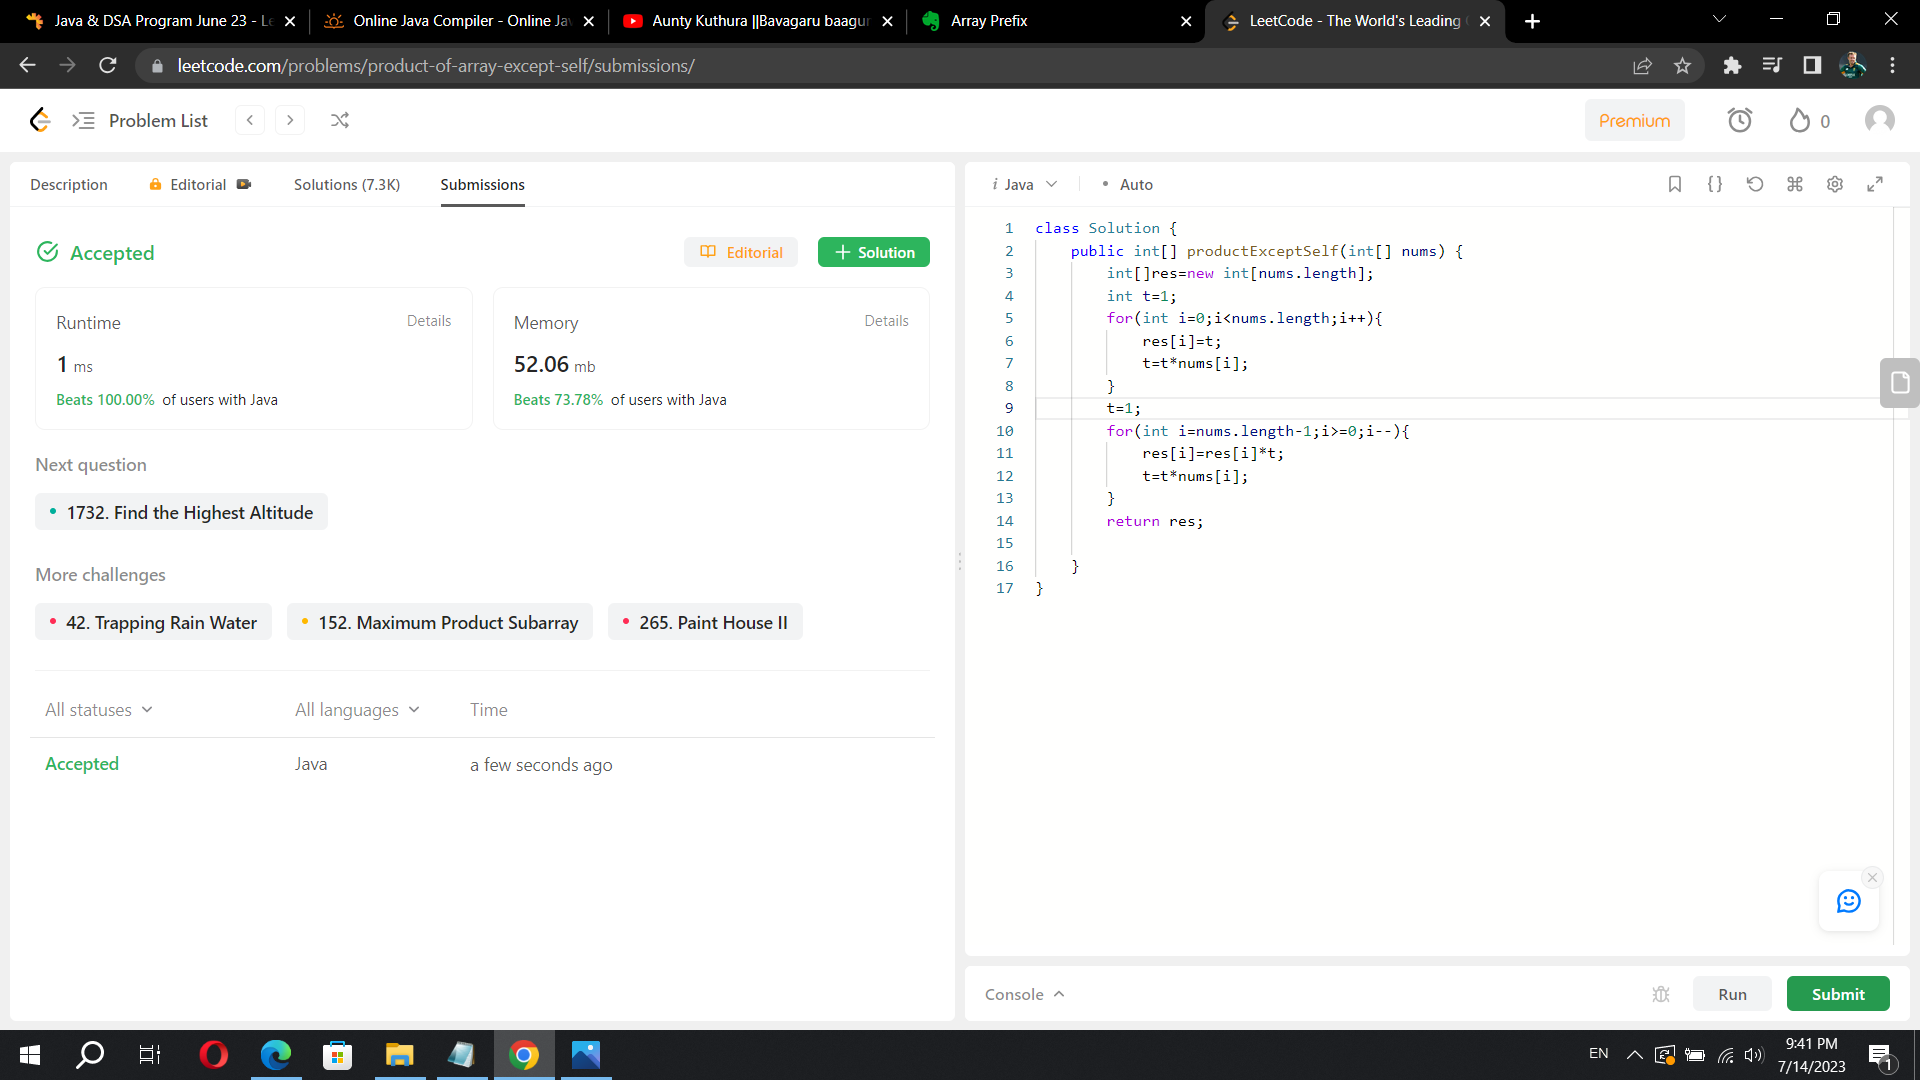 Java & DSA Program June 23 - Le
Online Java Compiler - Online Jav
Aunty Kuthura ||Bavagaru baagun
Array Prefix
LeetCode - The World's Leading
leetcode.com/problems/product-of-array-except-self/submissions/
Problem List
Premium
0
Description
Editorial
Solutions (7.3K)
Submissions
Accepted
Editorial
Solution
Runtime
Details
1 ms
Beats 100.00% of users with Java
Memory
Details
52.06 mb
Beats 73.78% of users with Java
Next question
1732. Find the Highest Altitude
More challenges
42. Trapping Rain Water
152. Maximum Product Subarray
265. Paint House II
All statuses
All languages
Time
Accepted
Java
a few seconds ago
i Java
• Auto
1 class Solution {
2 public int[] productExceptSelf(int[] nums) {
3 int[]res=new int[nums.length];
4 int t=1;
5 for(int i=0;i<nums.length;i++){
6 res[i]=t;
7 t=t*nums[i];
8 }
9 t=1;
10 for(int i=nums.length-1;i>=0;i--){
11 res[i]=res[i]*t;
12 t=t*nums[i];
13 }
14 return res;
15
16 }
17 }
Console
Run
Submit
EN
9:41 PM
7/14/2023
1